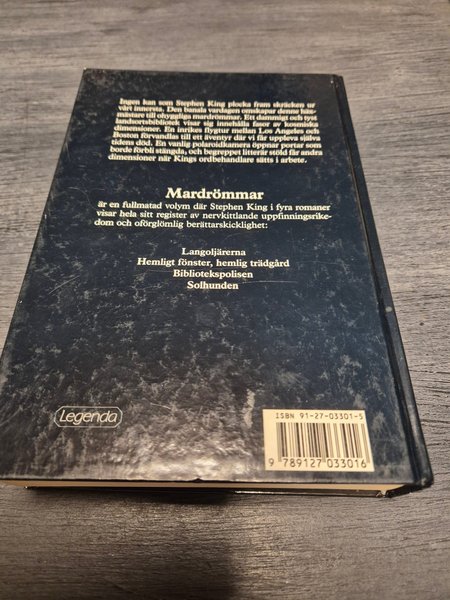 Ingen kan som Stephen King plocka fram skräcken ur
vårt innersta. Den banala vardagen omskapar denne häx-
mästare till ohyggliga mardrömmar. Ett dammigt och tyst
landsortsbibliotek visar sig innehålla fasor av kosmiska
dimensioner. En inrikes flygtur mellan Los Angeles och
Boston förvandlas till ett äventyr där vi får uppleva själva
tidens död. En vanlig polaroidkamera öppnar portar som
borde förbli stängda, och begreppet litterär stöld får andra
dimensioner när Kings ordbehandlare sätts i arbete.
Mardrömmar
är en fullmatad volym där Stephen King i fyra romaner
visar hela sitt register av nervkittlande uppfinningsrike-
dom och oförglömlig berättarskicklighet:
Langoljärerna
Hemligt fönster, hemlig trädgård
Bibliotekspolisen
Solhunden
Legenda
ISBN 91-27-03301-5
9 789127 033016